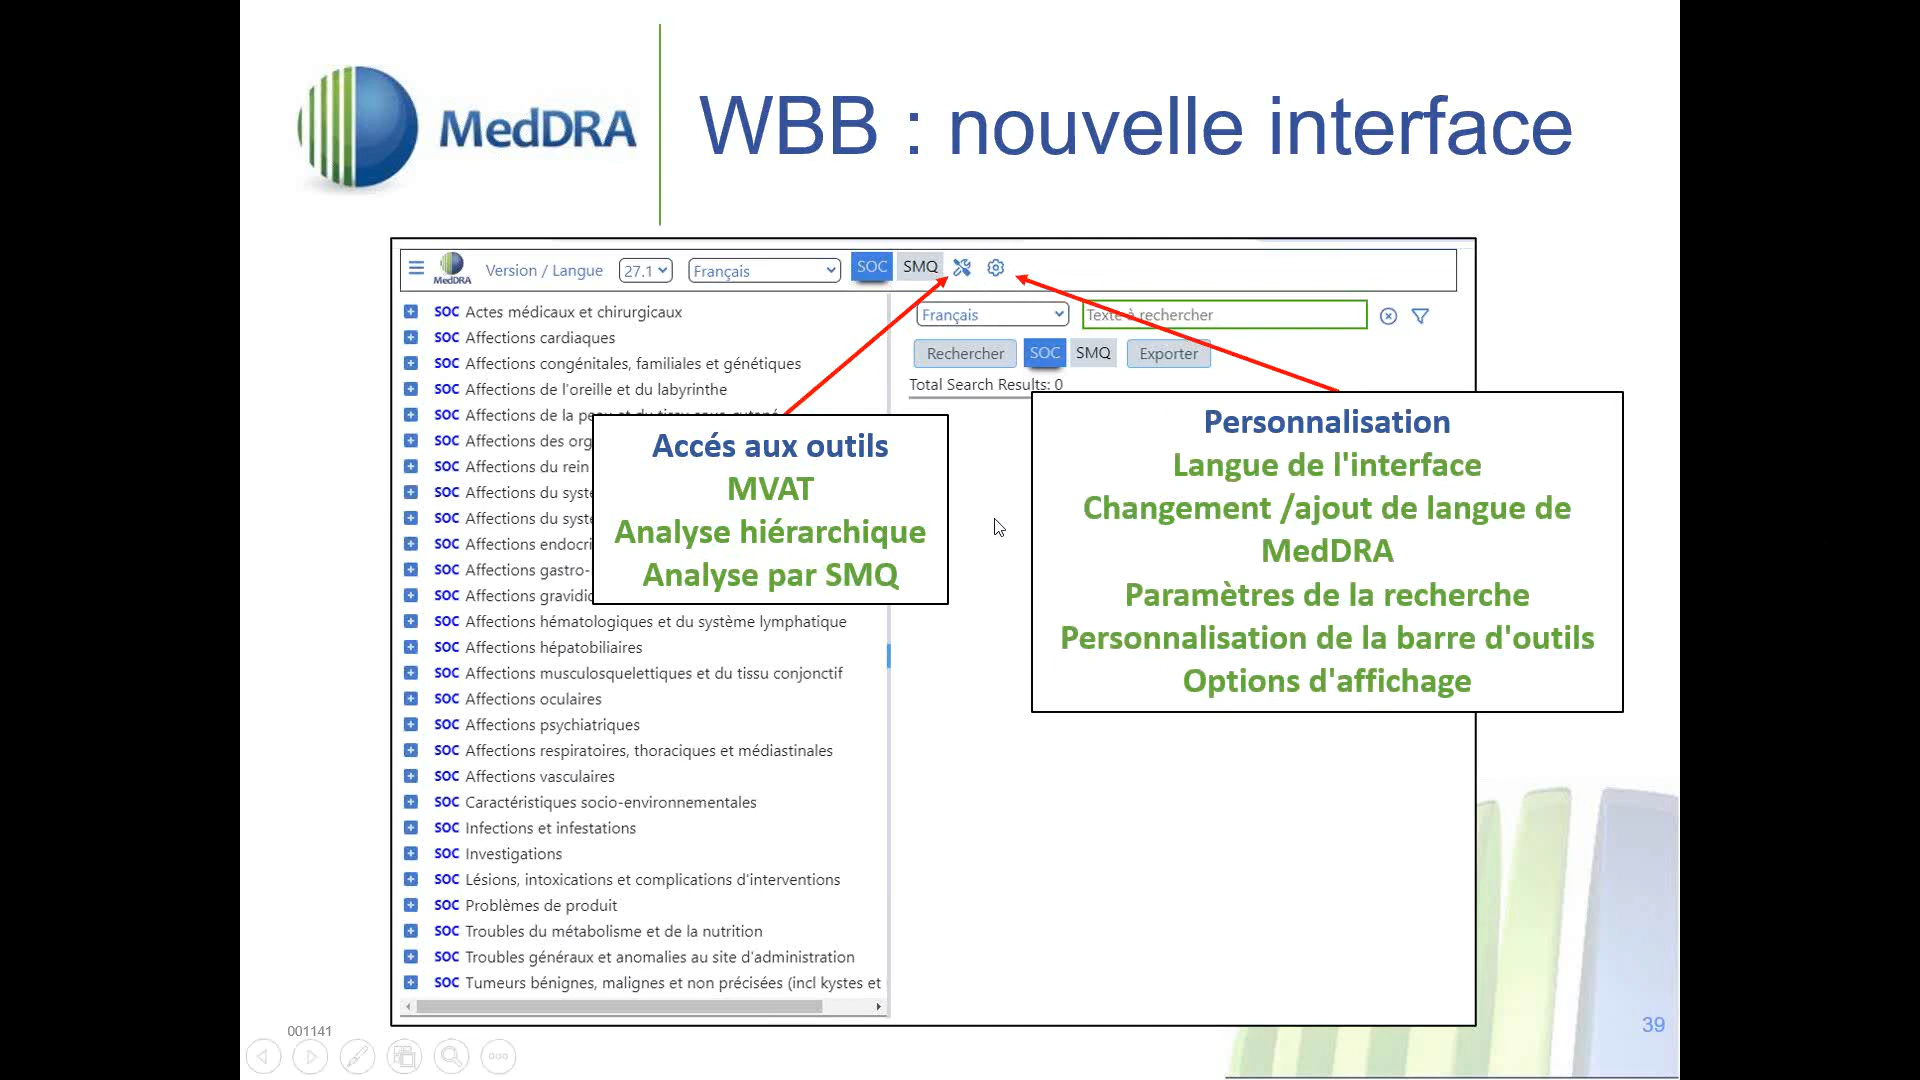 MedDRA
WBB : nouvelle interface
MedDRA
Version / Langue
27.1
Français
SOC
SMQ
SOC Actes médicaux et chirurgicaux
SOC Affections cardiaques
SOC Affections congénitales, familiales et génétiques
SOC Affections de l'oreille et du labyrinthe
SOC Affections de la
SOC Affections des
SOC Affections du rein
SOC Affections du
SOC Affections du
SOC Affections
SOC Affections
SOC Affections
SOC Affections hématologiques et du système lymphatique
SOC Affections hépatobiliaires
SOC Affections musculosquelettiques et du tissu conjonctif
SOC Affections oculaires
SOC Affections psychiatriques
SOC Affections respiratoires, thoraciques et médiastinales
SOC Affections vasculaires
SOC Caractéristiques socio-environnementales
SOC Infections et infestations
SOC Investigations
SOC Lésions, intoxications et complications d'interventions
SOC Problèmes de produit
SOC Troubles du métabolisme et de la nutrition
SOC Troubles généraux et anomalies au site d'administration
SOC Tumeurs bénignes, malignes et non précisées (incl kystes et
Français
Texte à rechercher
Rechercher
SOC
SMQ
Exporter
Total Search Results: 0
Accés aux outils
MVAT
Analyse hiérarchique
Analyse par SMQ
Personnalisation
Langue de l'interface
Changement /ajout de langue de
MedDRA
Paramètres de la recherche
Personnalisation de la barre d'outils
Options d'affichage
001141
39